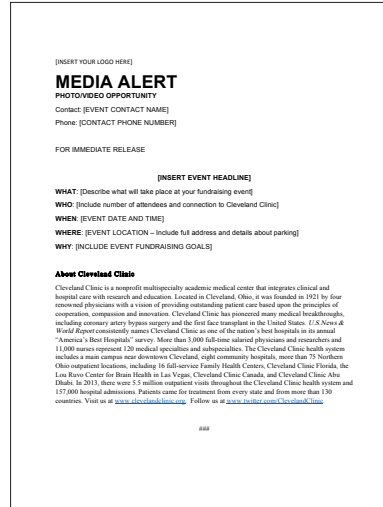 [INSERT YOUR LOGO HERE]
MEDIA ALERT
PHOTO/VIDEO OPPORTUNITY
Contact: [EVENT CONTACT NAME]
Phone: [CONTACT PHONE NUMBER]
FOR IMMEDIATE RELEASE
[INSERT EVENT HEADLINE]
WHAT: [Describe what will take place at your fundraising event]
WHO: [Include number of attendees and connection to Cleveland Clinic]
WHEN: [EVENT DATE AND TIME]
WHERE: [EVENT LOCATION – Include full address and details about parking]
WHY: [INCLUDE EVENT FUNDRAISING GOALS]
About Cleveland Clinic
Cleveland Clinic is a nonprofit multispecialty academic medical center that integrates clinical and
hospital care with research and education. Located in Cleveland, Ohio, it was founded in 1921 by four
renowned physicians with a vision of providing outstanding patient care based upon the principles of
cooperation, compassion and innovation. Cleveland Clinic has pioneered many medical breakthroughs,
including coronary artery bypass surgery and the first face transplant in the United States. U.S.News &
World Report consistently names Cleveland Clinic as one of the nation's best hospitals in its annual
“America's Best Hospitals” survey. More than 3,000 full-time salaried physicians and researchers and
11,000 nurses represent 120 medical specialties and subspecialties. The Cleveland Clinic health system
includes a main campus near downtown Cleveland, eight community hospitals, more than 75 Northern
Ohio outpatient locations, including 16 full-service Family Health Centers, Cleveland Clinic Florida, the
Lou Ruvo Center for Brain Health in Las Vegas, Cleveland Clinic Canada, and Cleveland Clinic Abu
Dhabi. In 2013, there were 5.5 million outpatient visits throughout the Cleveland Clinic health system and
157,000 hospital admissions. Patients came for treatment from every state and from more than 130
countries. Visit us at www.clevelandclinic.org. Follow us at www.twitter.com/ClevelandClinic.
###